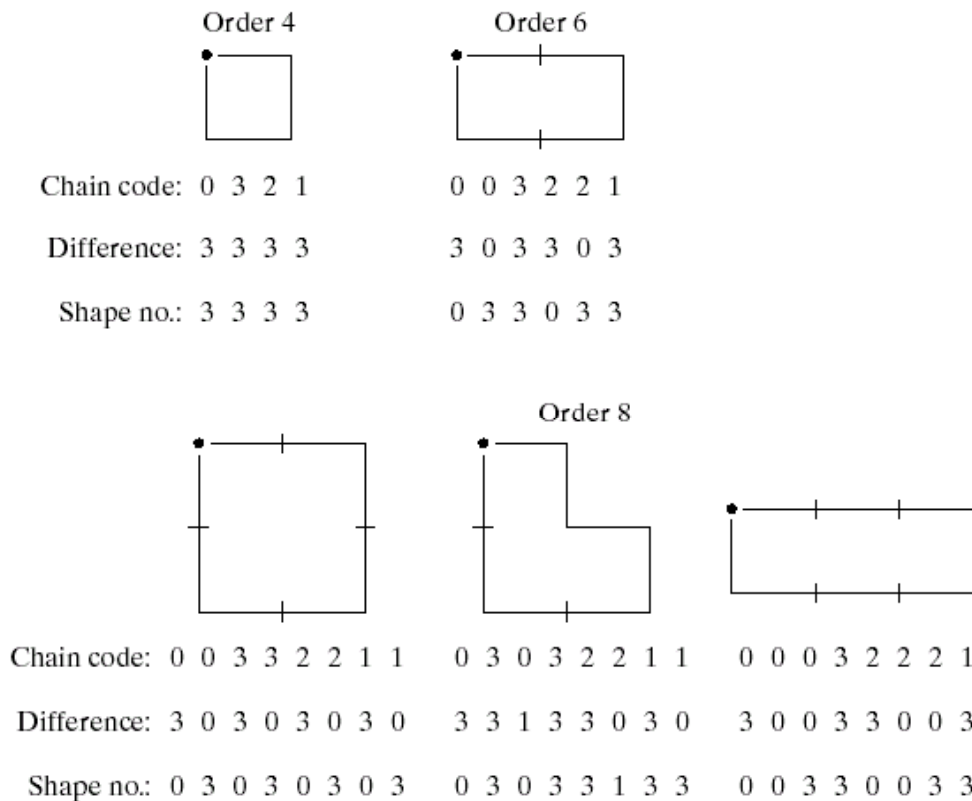 Order 4 Order 6
Chain code: 0 3 2 1 0 0 3 2 2 1
Difference: 3 3 3 3 3 0 3 3 0 3
Shape no.: 3 3 3 3 0 3 3 0 3 3
Order 8
Chain code: 0 0 3 3 2 2 1 1 0 3 0 3 2 2 1 1 0 0 0 3 2 2 2 1
Difference: 3 0 3 0 3 0 3 0 3 3 1 3 3 0 3 0 3 0 0 3 3 0 0 3
Shape no.: 0 3 0 3 0 3 0 3 0 3 0 3 3 1 3 3 0 0 3 3 0 0 3 3